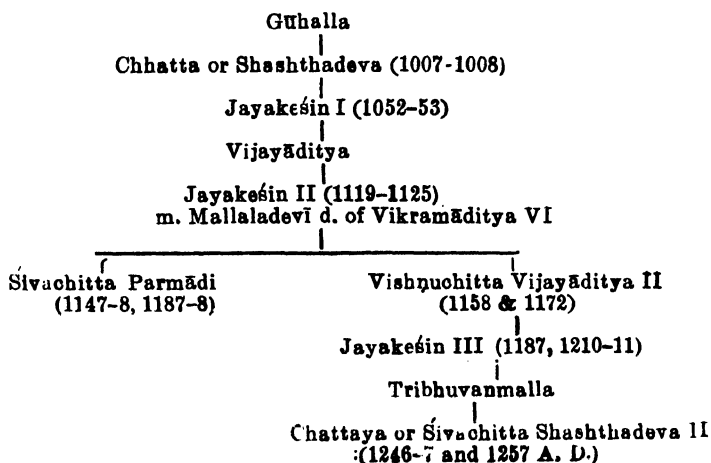 Gūhalla
Chhatta or Shashthadeva (1007-1008)
Jayakeśin I (1052-53)
Vijayāditya
Jayakeśin II (1119-1125)
m. Mallaladevī d. of Vikramāditya VI
Śivachitta Parmādi
(1147-8, 1187-8)
Vishṇuchitta Vijayāditya II
(1158 & 1172)
Jayakeśin III (1187, 1210-11)
Tribhuvanmalla
Chattaya or Śivachitta Shashthadeva II
(1246-7 and 1257 A. D.)